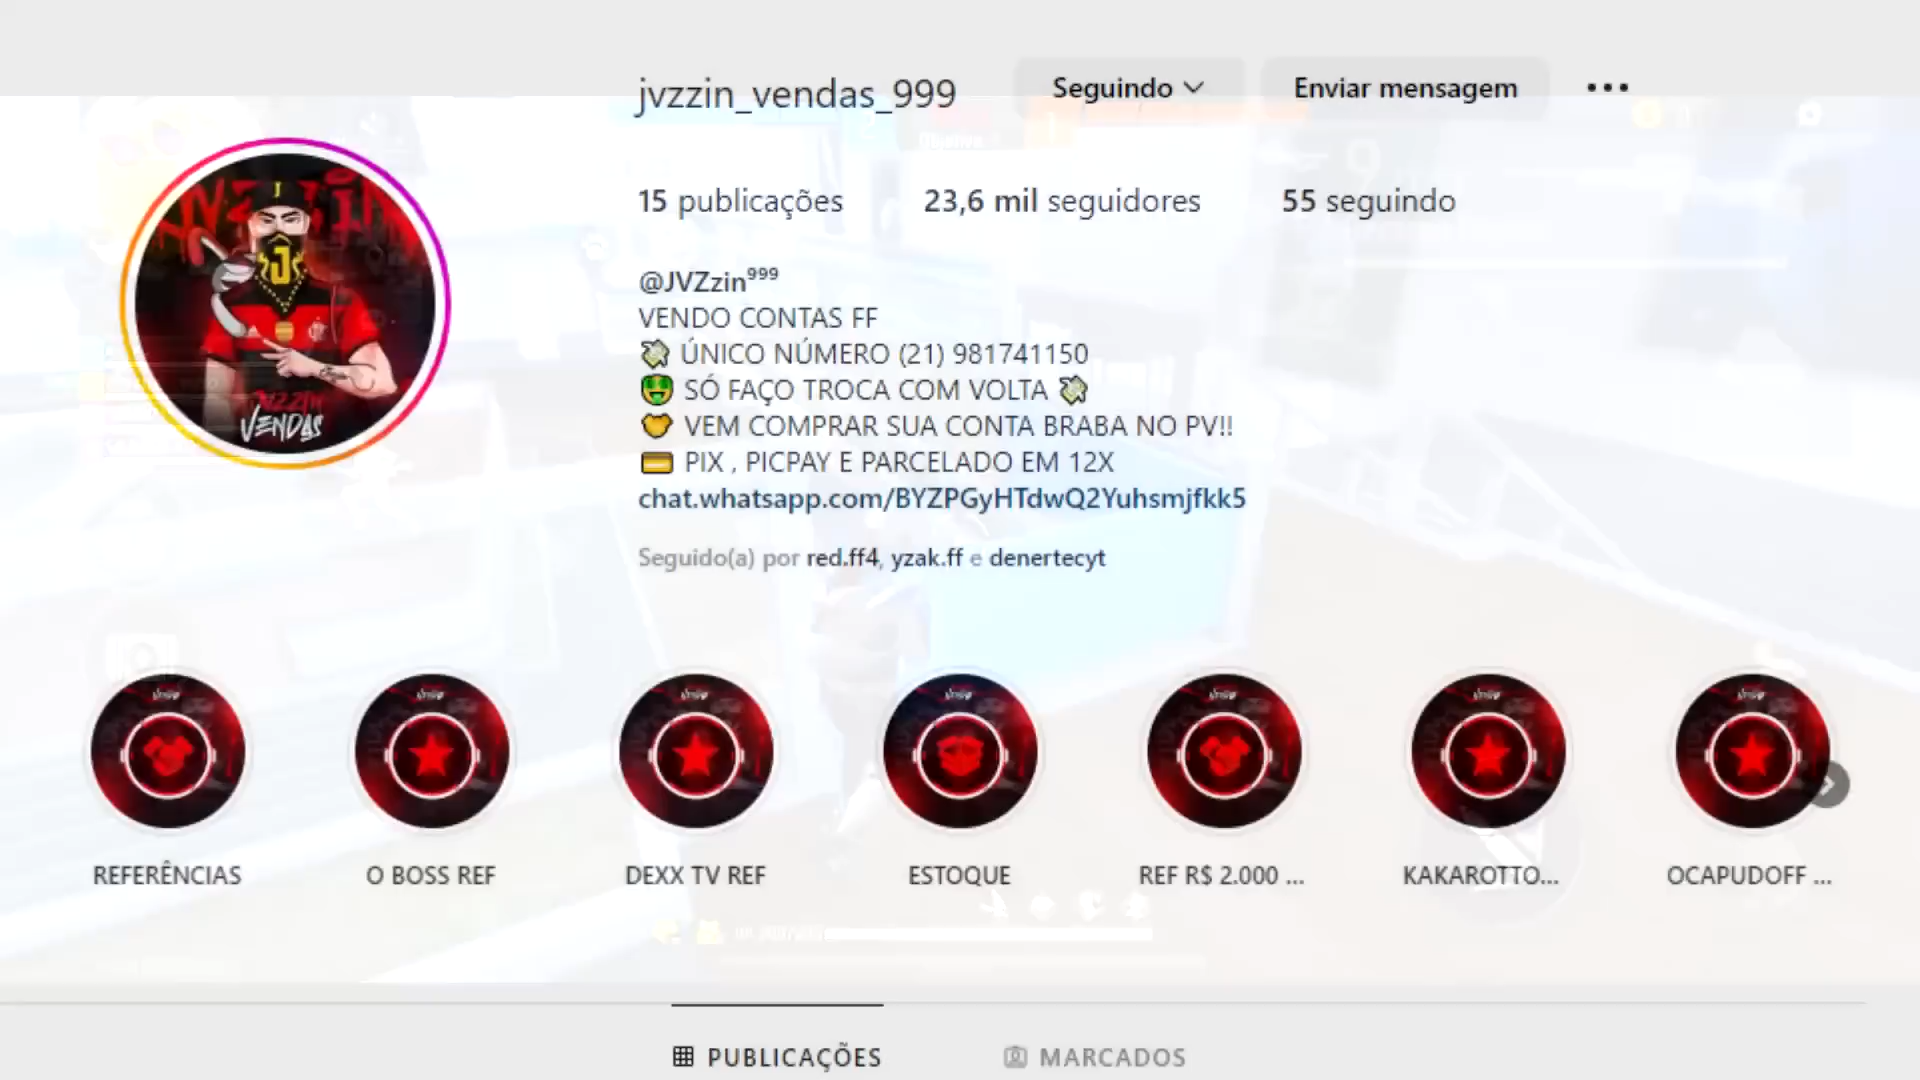 jvzzin_vendas_999
Seguindo
Enviar mensagem
15 publicações
23,6 mil seguidores
55 seguindo
@JVZzin⁹⁹⁹
VENDO CONTAS FF
ÚNICO NÚMERO (21) 981741150
SÓ FAÇO TROCA COM VOLTA
VEM COMPRAR SUA CONTA BRABA NO PV!!
PIX , PICPAY E PARCELADO EM 12X
chat.whatsapp.com/BYZPGyHTdwQ2Yuhsmjfkk5
Seguido(a) por red.ff4, yzak.ff e denertecyt
J
JVZZIN
VENDAS
REFERÊNCIAS
O BOSS REF
DEXX TV REF
ESTOQUE
REF R$ 2.000 ...
KAKAROTTO...
OCAPUDOFF ...
PUBLICAÇÕES
MARCADOS